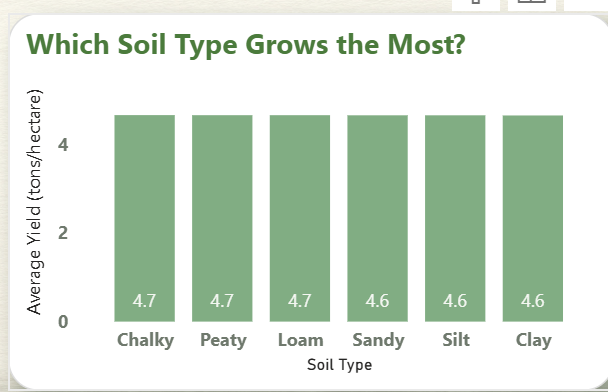 Which Soil Type Grows the Most?
Average Yield (tons/hectare)
4
2
0
4.7 4.7 4.7 4.6 4.6 4.6
Chalky Peaty Loam Sandy Silt Clay
Soil Type